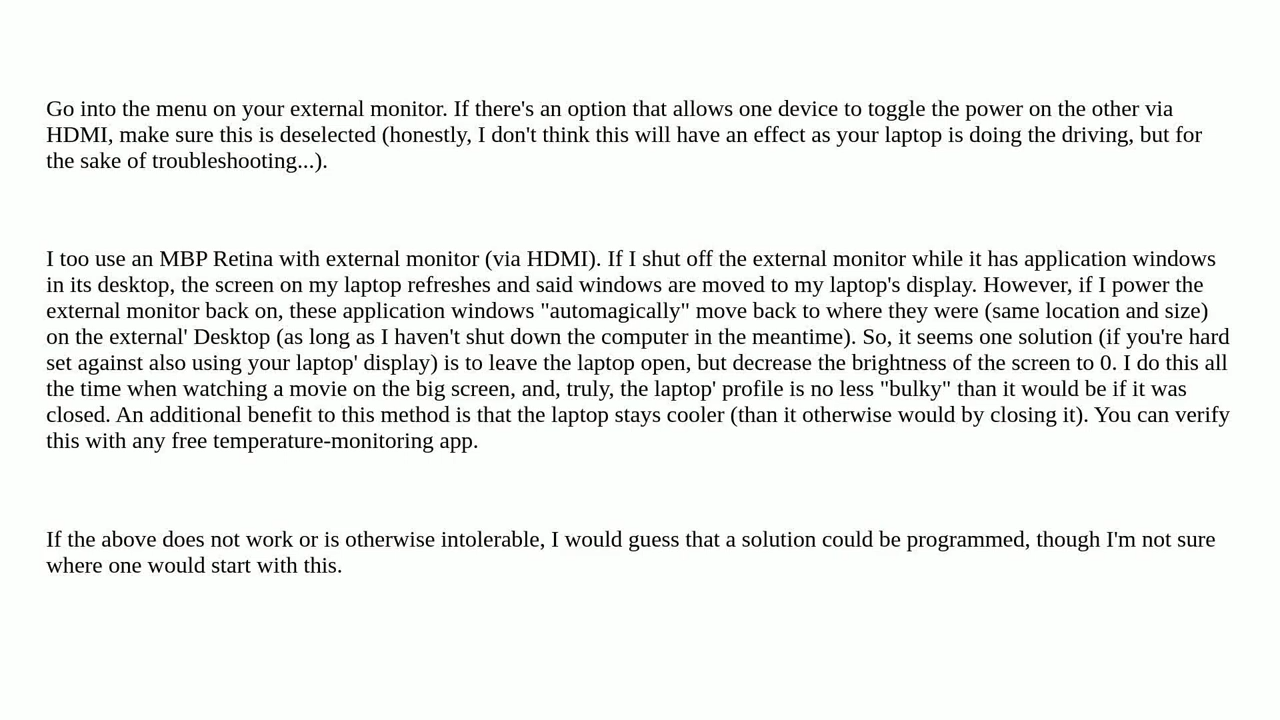 Go into the menu on your external monitor. If there's an option that allows one device to toggle the power on the other via
HDMI, make sure this is deselected (honestly, I don't think this will have an effect as your laptop is doing the driving, but for
the sake of troubleshooting...).
I too use an MBP Retina with external monitor (via HDMI). If I shut off the external monitor while it has application windows
in its desktop, the screen on my laptop refreshes and said windows are moved to my laptop's display. However, if I power the
external monitor back on, these application windows "automagically" move back to where they were (same location and size)
on the external' Desktop (as long as I haven't shut down the computer in the meantime). So, it seems one solution (if you're hard
set against also using your laptop' display) is to leave the laptop open, but decrease the brightness of the screen to 0. I do this all
the time when watching a movie on the big screen, and, truly, the laptop' profile is no less "bulky" than it would be if it was
closed. An additional benefit to this method is that the laptop stays cooler (than it otherwise would by closing it). You can verify
this with any free temperature-monitoring app.
If the above does not work or is otherwise intolerable, I would guess that a solution could be programmed, though I'm not sure
where one would start with this.